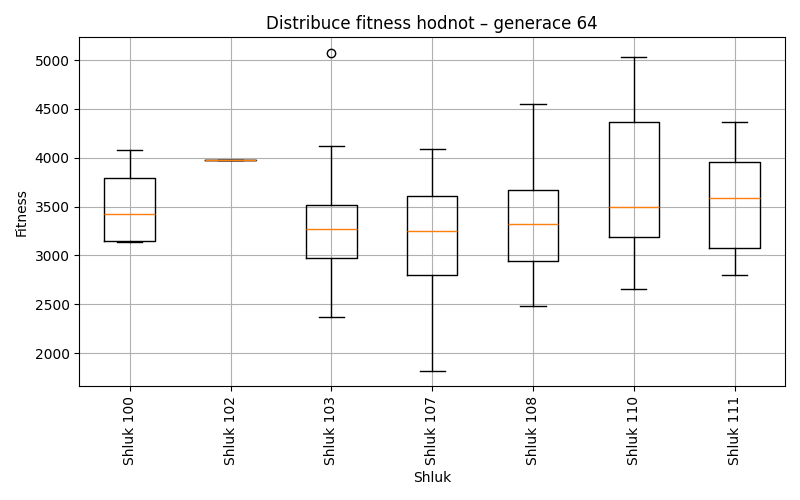 Distribuce fitness hodnot – generace 64
Fitness
5000
4500
4000
3500
3000
2500
2000
Shluk 100
Shluk 102
Shluk 103
Shluk 107
Shluk 108
Shluk 110
Shluk 111
Shluk